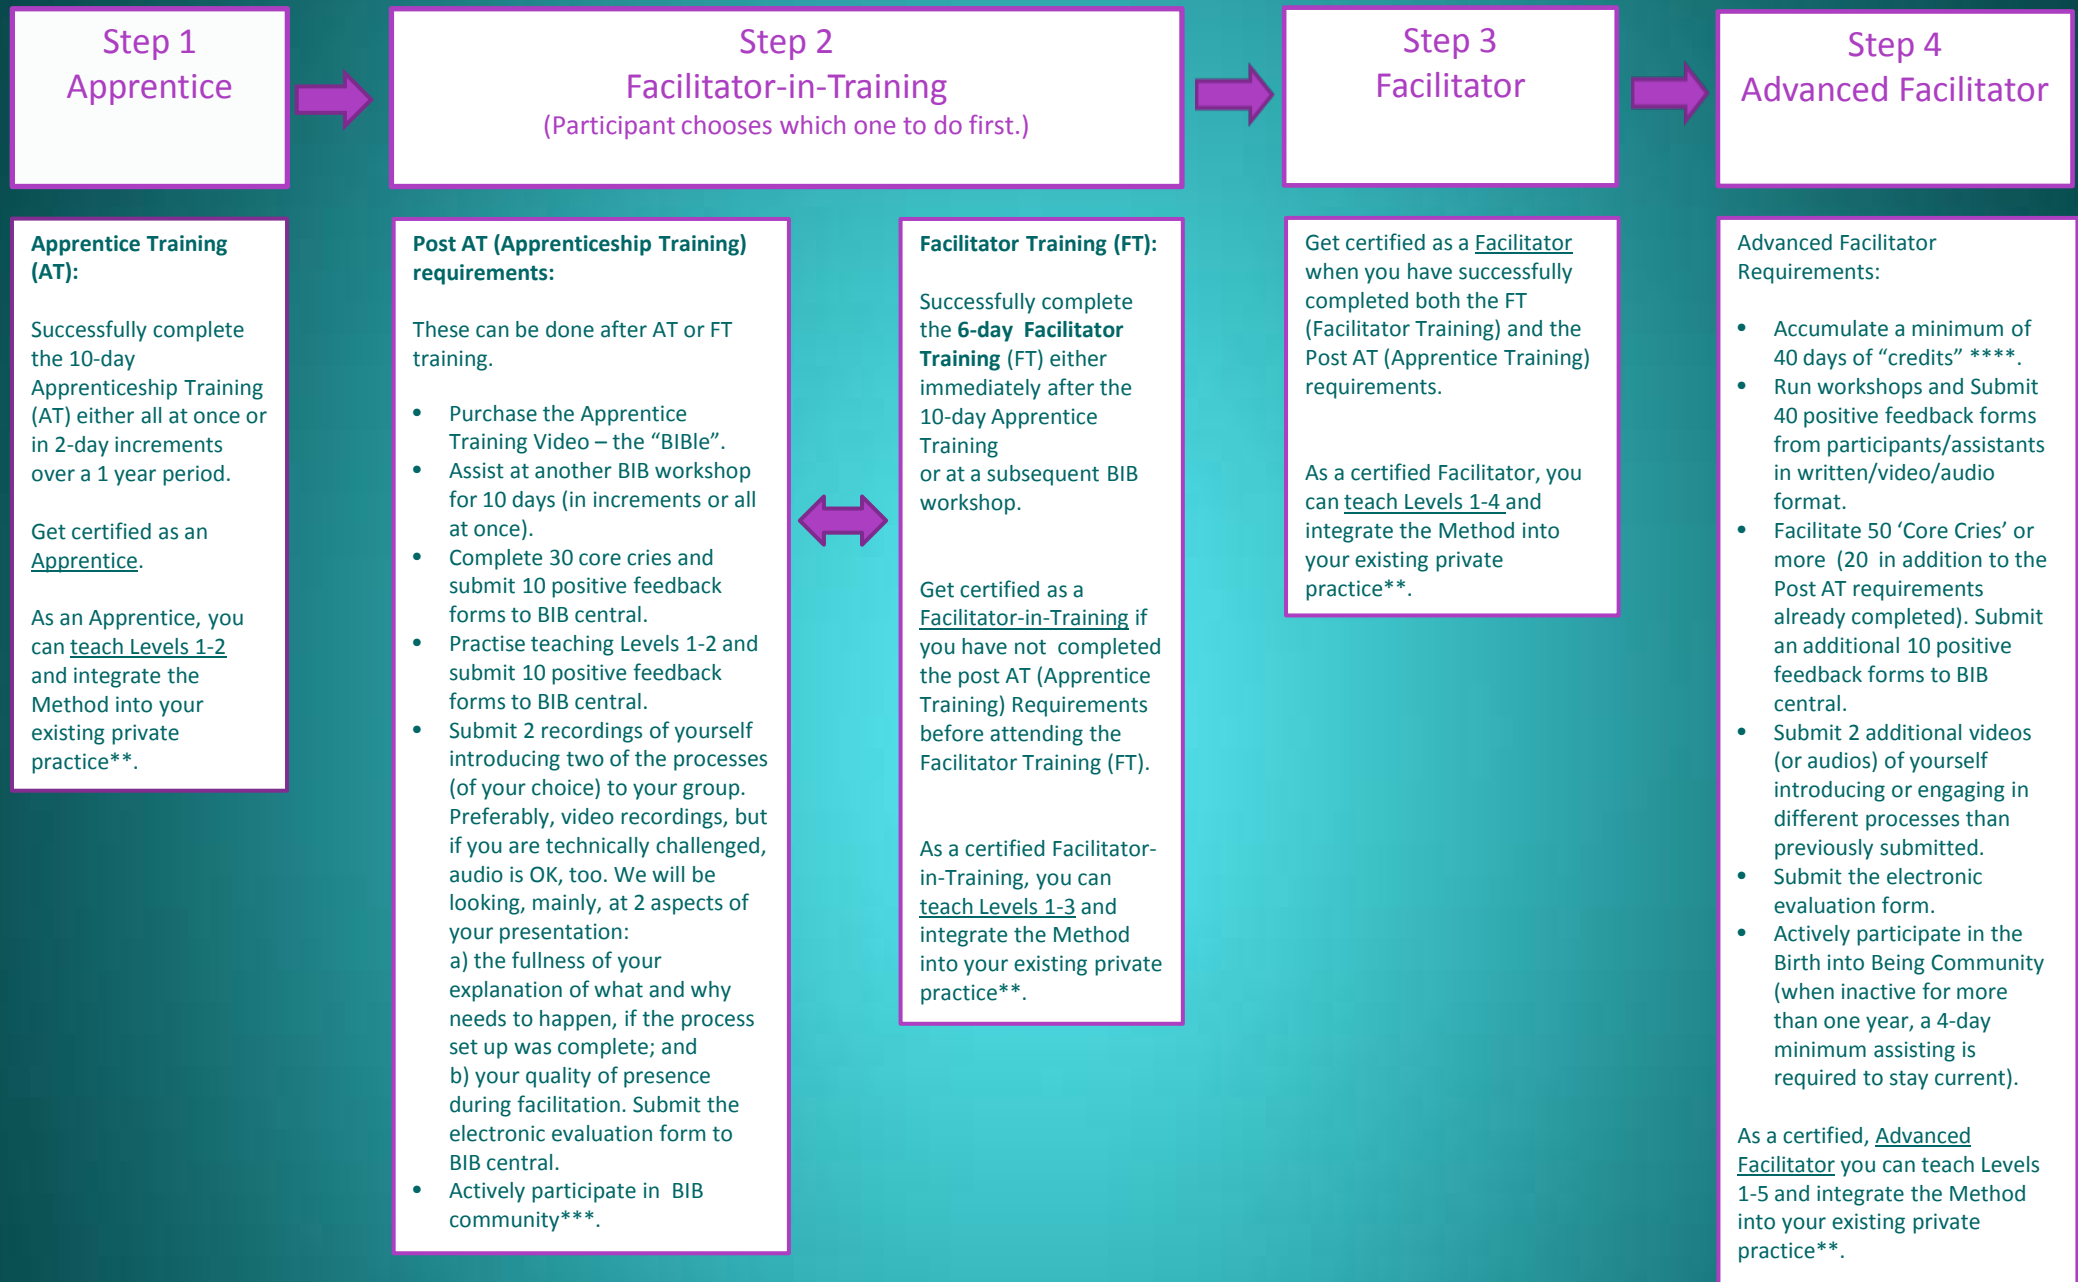 Step 1
Apprentice
Step 2
Facilitator-in-Training
(Participant chooses which one to do first.)
Step 3
Facilitator
Step 4
Advanced Facilitator
Apprentice Training
(AT):
Successfully complete
the 10-day
Apprenticeship Training
(AT) either all at once or
in 2-day increments
over a 1 year period.
Get certified as an
Apprentice.
As an Apprentice, you
can teach Levels 1-2
and integrate the
Method into your
existing private
practice**.
Post AT (Apprenticeship Training)
requirements:
These can be done after AT or FT
training.
• Purchase the Apprentice
Training Video – the “BIBle”.
• Assist at another BIB workshop
for 10 days (in increments or all
at once).
• Complete 30 core cries and
submit 10 positive feedback
forms to BIB central.
• Practise teaching Levels 1-2 and
submit 10 positive feedback
forms to BIB central.
• Submit 2 recordings of yourself
introducing two of the processes
(of your choice) to your group.
Preferably, video recordings, but
if you are technically challenged,
audio is OK, too. We will be
looking, mainly, at 2 aspects of
your presentation:
a) the fullness of your
explanation of what and why
needs to happen, if the process
set up was complete; and
b) your quality of presence
during facilitation. Submit the
electronic evaluation form to
BIB central.
• Actively participate in BIB
community***.
Facilitator Training (FT):
Successfully complete
the 6-day Facilitator
Training (FT) either
immediately after the
10-day Apprentice
Training
or at a subsequent BIB
workshop.
Get certified as a
Facilitator-in-Training if
you have not completed
the post AT (Apprentice
Training) Requirements
before attending the
Facilitator Training (FT).
As a certified Facilitator-
in-Training, you can
teach Levels 1-3 and
integrate the Method
into your existing private
practice**.
Get certified as a Facilitator
when you have successfully
completed both the FT
(Facilitator Training) and the
Post AT (Apprentice Training)
requirements.
As a certified Facilitator, you
can teach Levels 1-4 and
integrate the Method into
your existing private
practice**.
Advanced Facilitator
Requirements:
• Accumulate a minimum of
40 days of “credits” ****.
• Run workshops and Submit
40 positive feedback forms
from participants/assistants
in written/video/audio
format.
• Facilitate 50 ‘Core Cries’ or
more (20 in addition to the
Post AT requirements
already completed). Submit
an additional 10 positive
feedback forms to BIB
central.
• Submit 2 additional videos
(or audios) of yourself
introducing or engaging in
different processes than
previously submitted.
• Submit the electronic
evaluation form.
• Actively participate in the
Birth into Being Community
(when inactive for more
than one year, a 4-day
minimum assisting is
required to stay current).
As a certified, Advanced
Facilitator you can teach Levels
1-5 and integrate the Method
into your existing private
practice**.